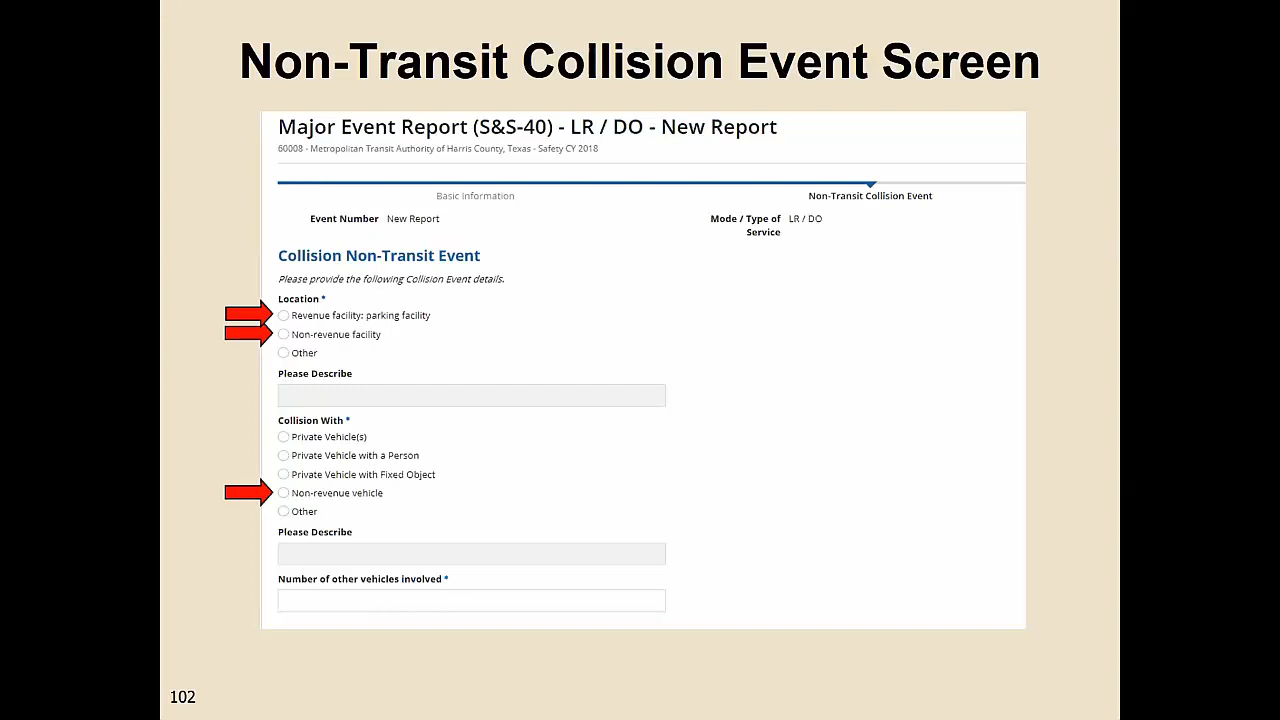 Non-Transit Collision Event Screen
Major Event Report (S&S-40) - LR / DO - New Report
60008 - Metropolitan Transit Authority of Harris County, Texas - Safety CY 2018
Basic Information
Non-Transit Collision Event
Event Number New Report
Mode / Type of Service LR / DO
Collision Non-Transit Event
Please provide the following Collision Event details.
Location *
Revenue facility: parking facility
Non-revenue facility
Other
Please Describe
Collision With *
Private Vehicle(s)
Private Vehicle with a Person
Private Vehicle with Fixed Object
Non-revenue vehicle
Other
Please Describe
Number of other vehicles involved *
102